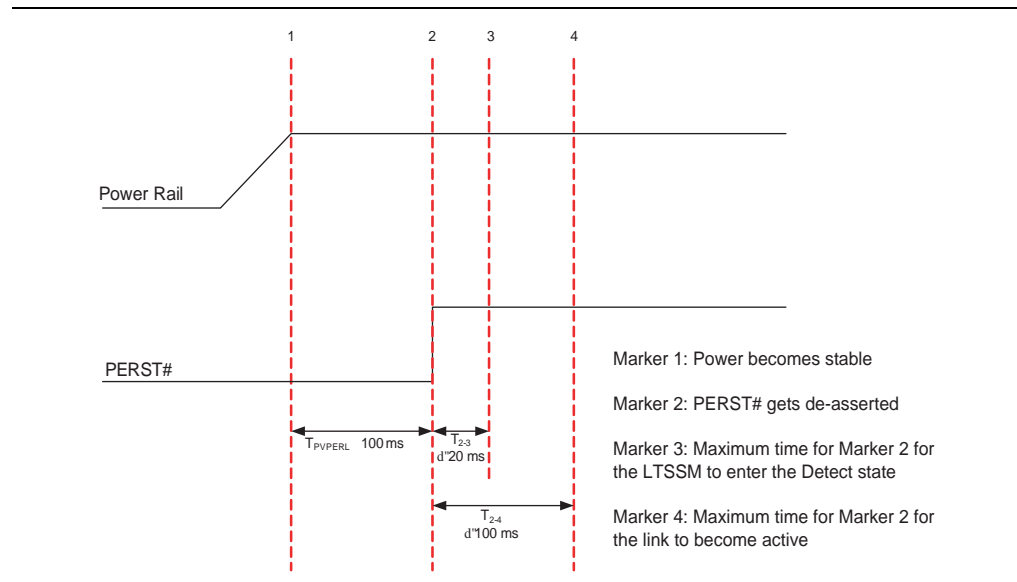 1 2 3 4
Power Rail
PERST#
TPVPERL 100 ms
T2-3
d"20 ms
T2-4
d"100 ms
Marker 1: Power becomes stable
Marker 2: PERST# gets de-asserted
Marker 3: Maximum time for Marker 2 for
the LTSSM to enter the Detect state
Marker 4: Maximum time for Marker 2 for
the link to become active